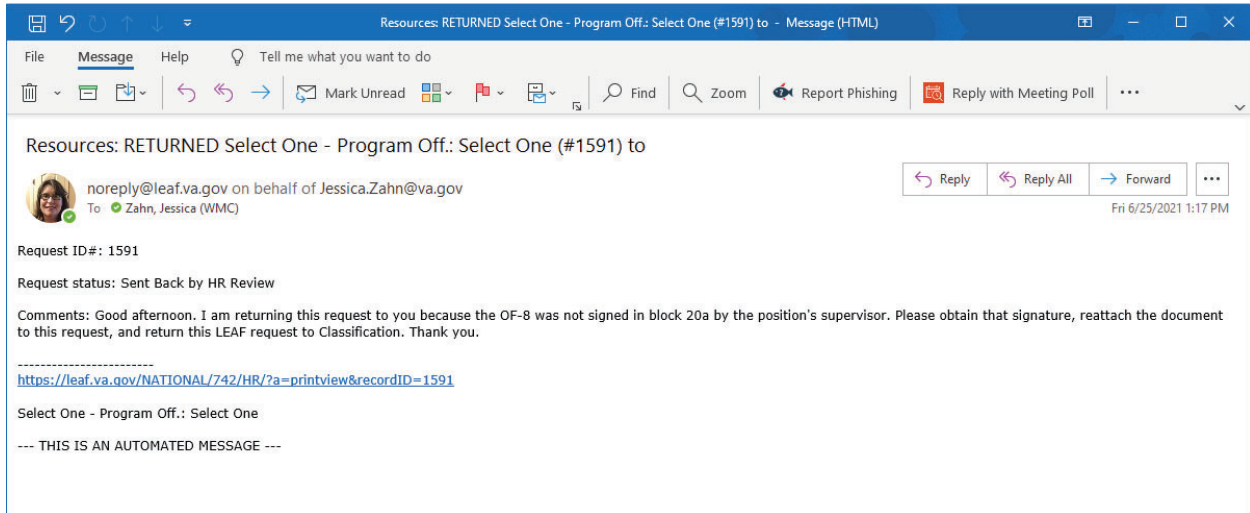 Resources: RETURNED Select One - Program Off.: Select One (#1591) to - Message (HTML)
File Message Help Tell me what you want to do
Mark Unread Find Zoom Report Phishing Reply with Meeting Poll ...
Resources: RETURNED Select One - Program Off.: Select One (#1591) to
noreply@leaf.va.gov on behalf of Jessica.Zahn@va.gov
Reply Reply All Forward ...
To Zahn, Jessica (WMC)
Fri 6/25/2021 1:17 PM
Request ID#: 1591
Request status: Sent Back by HR Review
Comments: Good afternoon. I am returning this request to you because the OF-8 was not signed in block 20a by the position's supervisor. Please obtain that signature, reattach the document
to this request, and return this LEAF request to Classification. Thank you.
-------------------------
https://leaf.va.gov/NATIONAL/742/HR/?a=printview&recordID=1591
Select One - Program Off.: Select One
--- THIS IS AN AUTOMATED MESSAGE ---